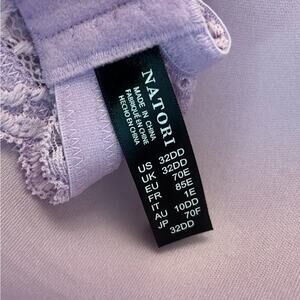 NATORI
MADE IN CHINA
FABRIQUÉ EN CHINE
HECHO EN CHINA
US 32DD
UK 32DD
EU 70E
FR 85E
IT 1E
AU 10DD
JP 70F
32DD